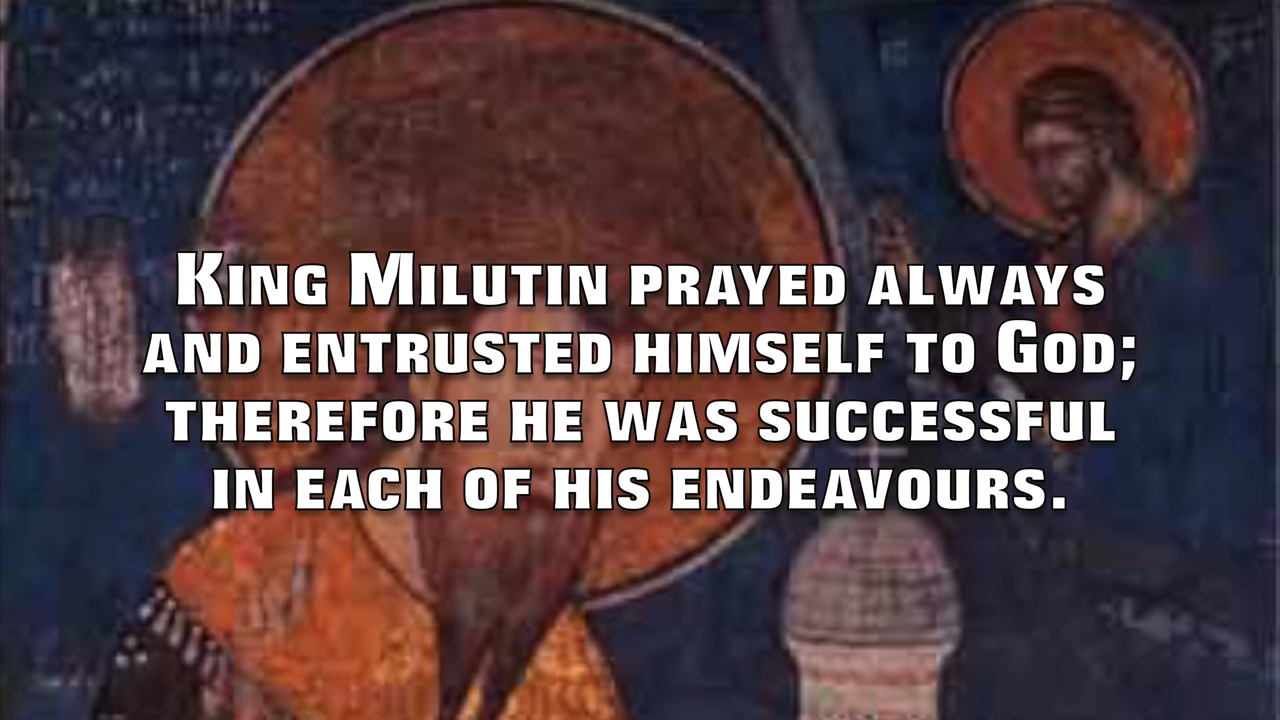 King Milutin prayed always
and entrusted himself to God;
therefore he was successful
in each of his endeavours.